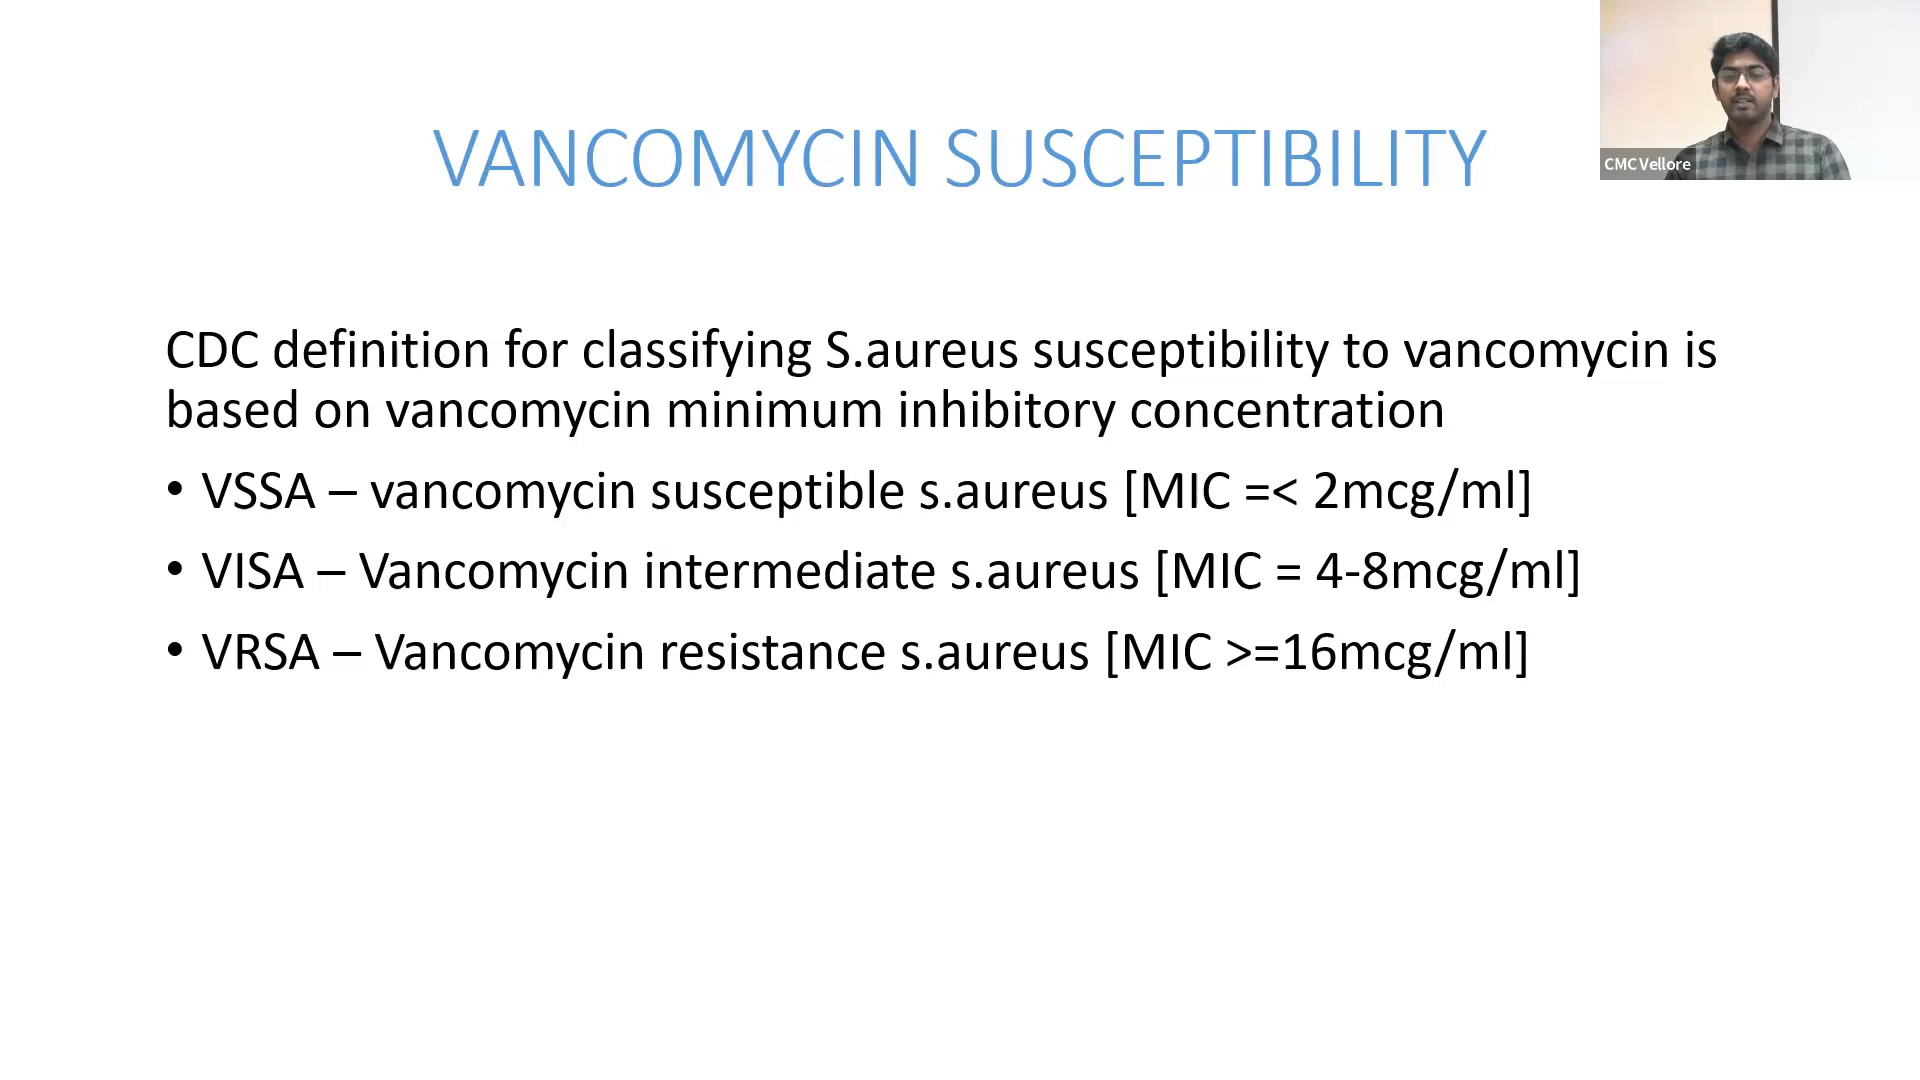 VANCOMYCIN SUSCEPTIBILITY
CMC Vellore
CDC definition for classifying S.aureus susceptibility to vancomycin is
based on vancomycin minimum inhibitory concentration
• VSSA – vancomycin susceptible s.aureus [MIC =< 2mcg/ml]
• VISA – Vancomycin intermediate s.aureus [MIC = 4-8mcg/ml]
• VRSA – Vancomycin resistance s.aureus [MIC >=16mcg/ml]